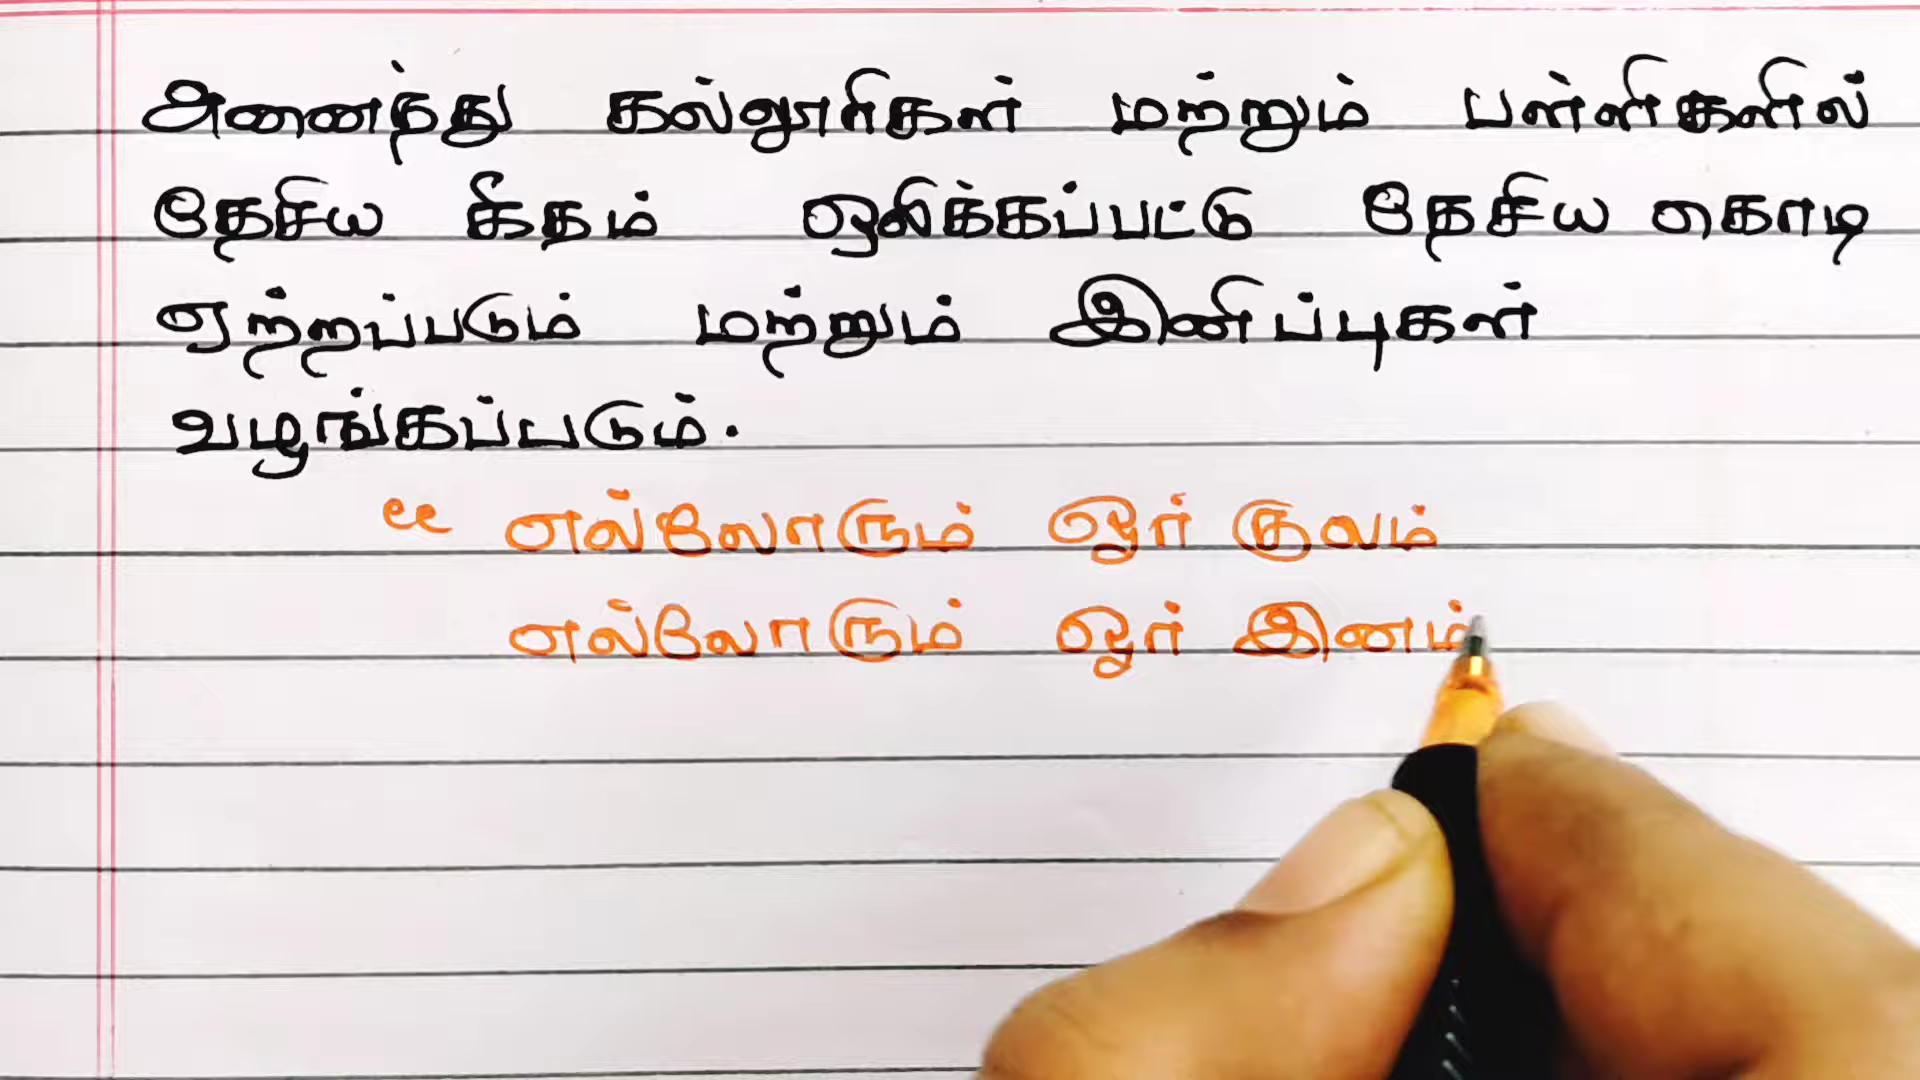 அனைத்து கல்லூரிகள் மற்றும் பள்ளிகளில்
தேசிய கீதம் ஒலிக்கப்பட்டு தேசிய கொடி
ஏற்றப்படும் மற்றும் இனிப்புகள்
வழங்கப்படும்.
“ எல்லோரும் ஓர் குலம்
எல்லோரும் ஓர் இனம்